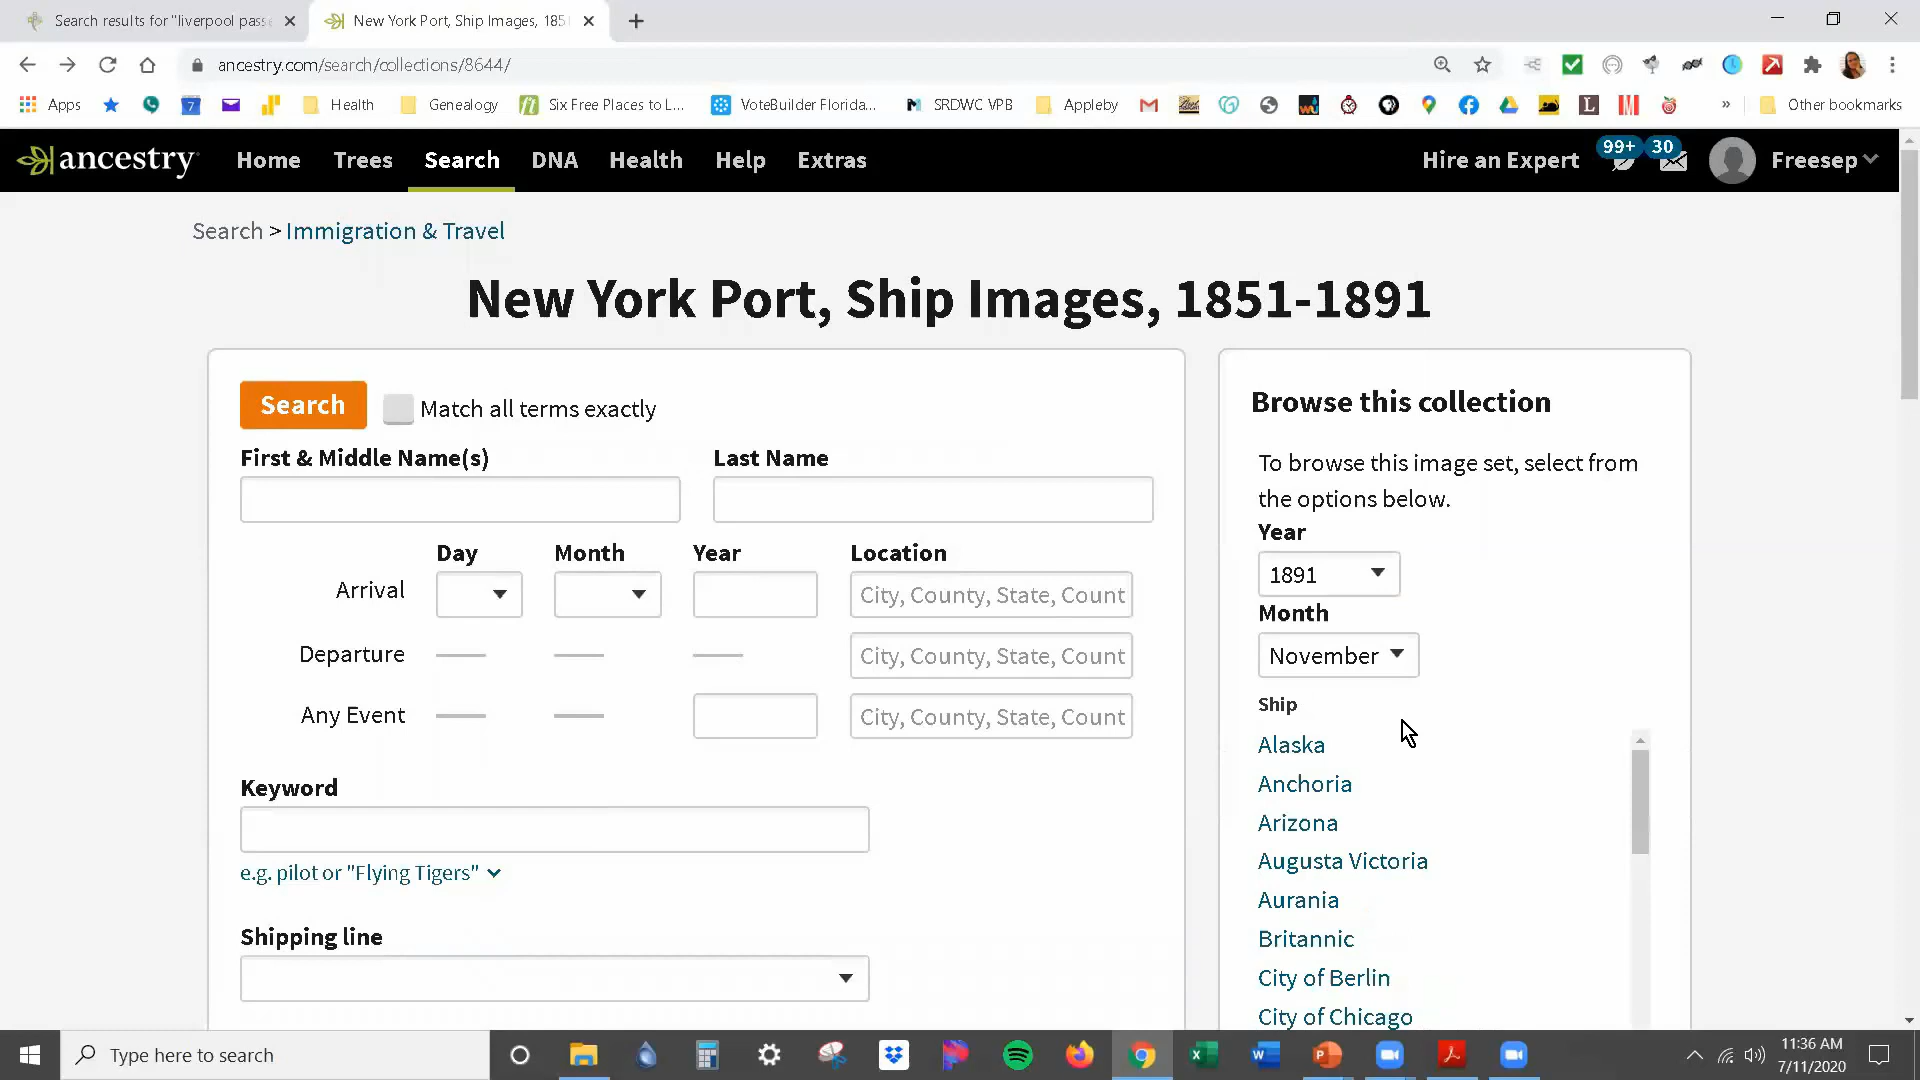 Search results for "liverpool pass
New York Port, Ship Images, 185
ancestry.com/search/collections/8644/
Apps
7
Health
Genealogy
Six Free Places to L...
VoteBuilder Florida...
SRDWC VPB
Appleby
Other bookmarks
ancestry
Home
Trees
Search
DNA
Health
Help
Extras
Hire an Expert
99+
30
Freesep
Search > Immigration & Travel
New York Port, Ship Images, 1851-1891
Search
Match all terms exactly
First & Middle Name(s)
Last Name
Day
Month
Year
Location
Arrival
City, County, State, Count
Departure
City, County, State, Count
Any Event
City, County, State, Count
Keyword
e.g. pilot or "Flying Tigers"
Shipping line
Browse this collection
To browse this image set, select from
the options below.
Year
1891
Month
November
Ship
Alaska
Anchoria
Arizona
Augusta Victoria
Aurania
Britannic
City of Berlin
City of Chicago
Type here to search
11:36 AM
7/11/2020